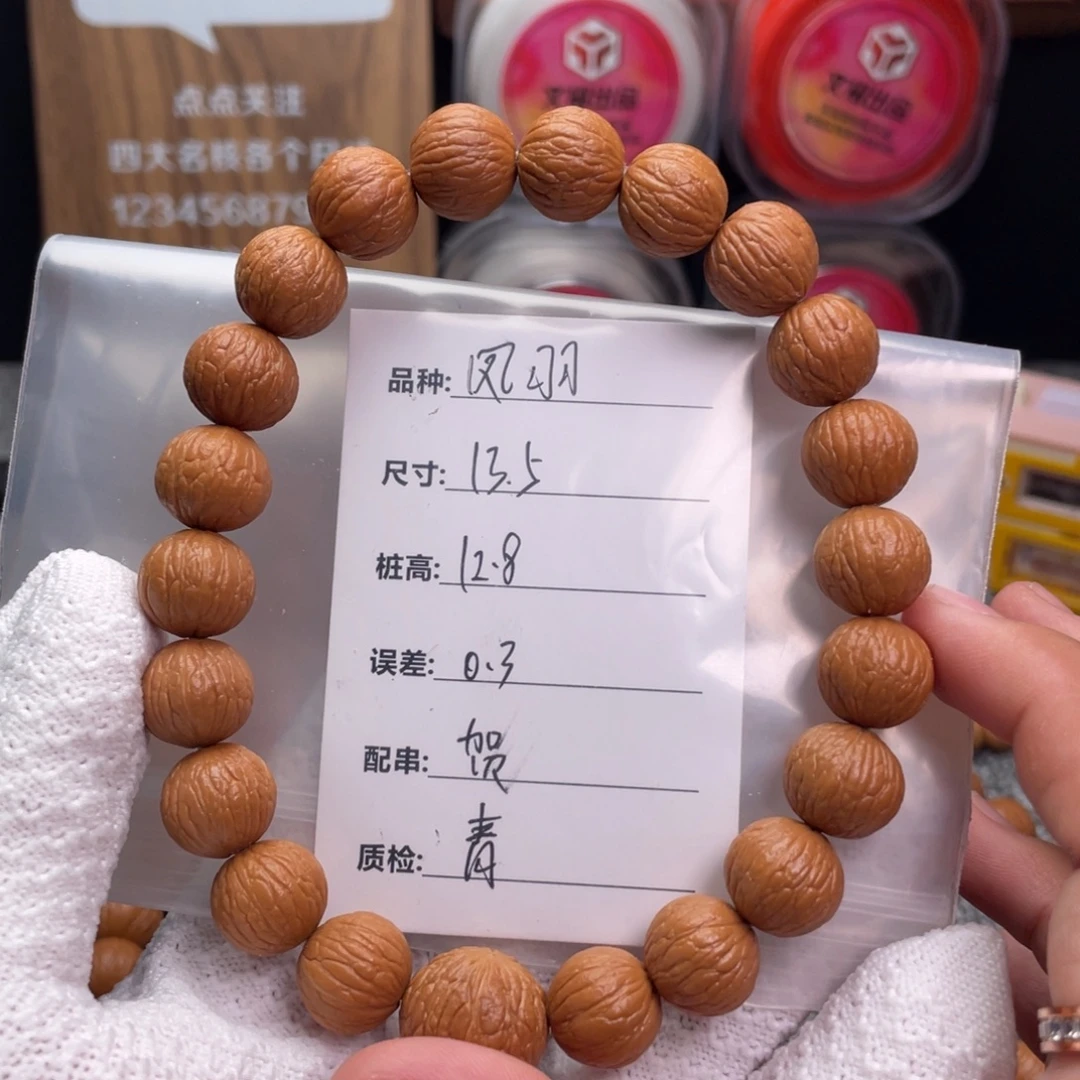 点点关注
四大名核各个品
123456879
品种: 凤羽
尺寸: 13.5
桩高: 12.8
误差: 0.3
配串: 贺
质检: 青